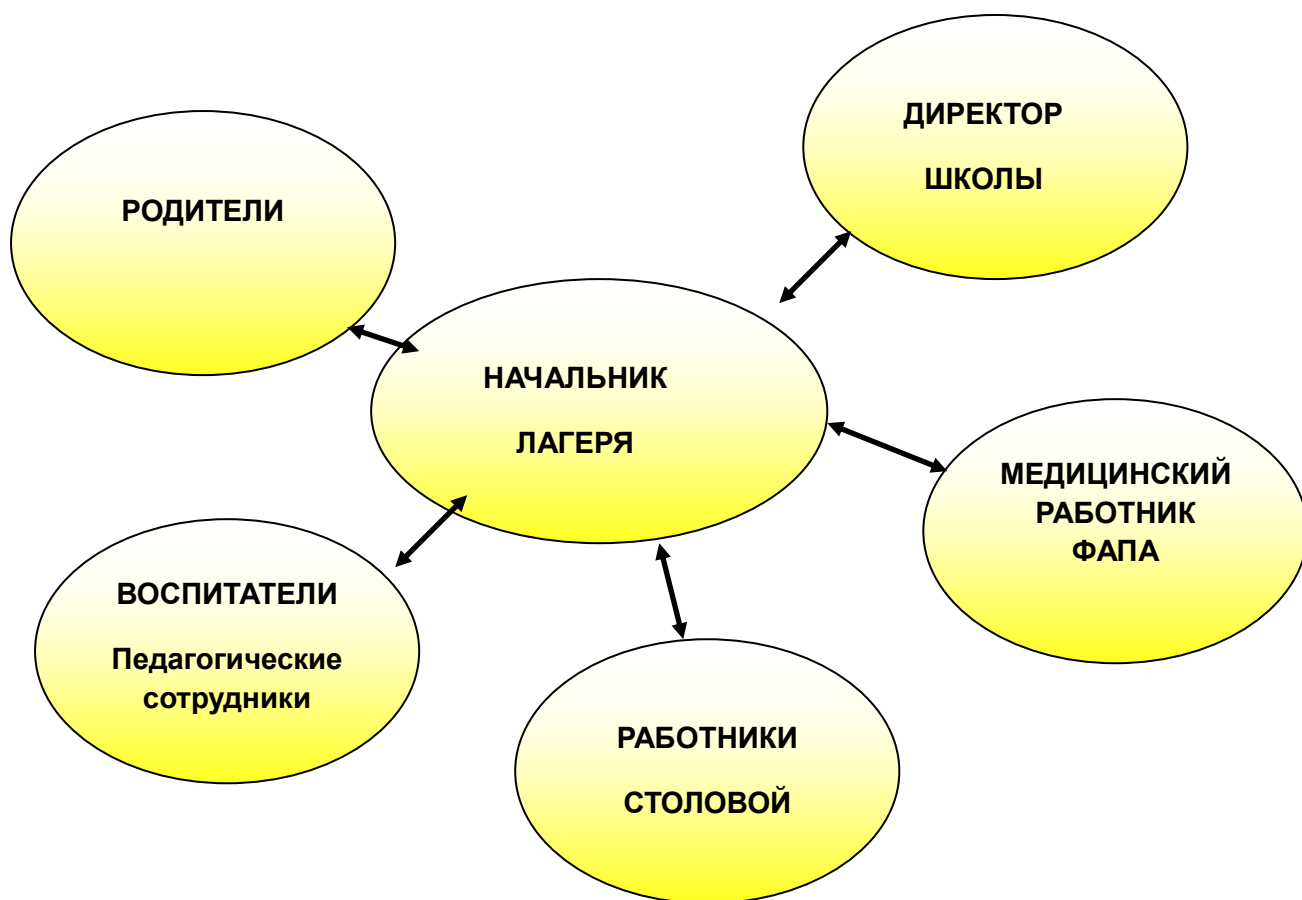 ДИРЕКТОР
ШКОЛЫ
РОДИТЕЛИ
НАЧАЛЬНИК
ЛАГЕРЯ
МЕДИЦИНСКИЙ
РАБОТНИК
ФАПА
ВОСПИТАТЕЛИ
Педагогические
сотрудники
РАБОТНИКИ
СТОЛОВОЙ